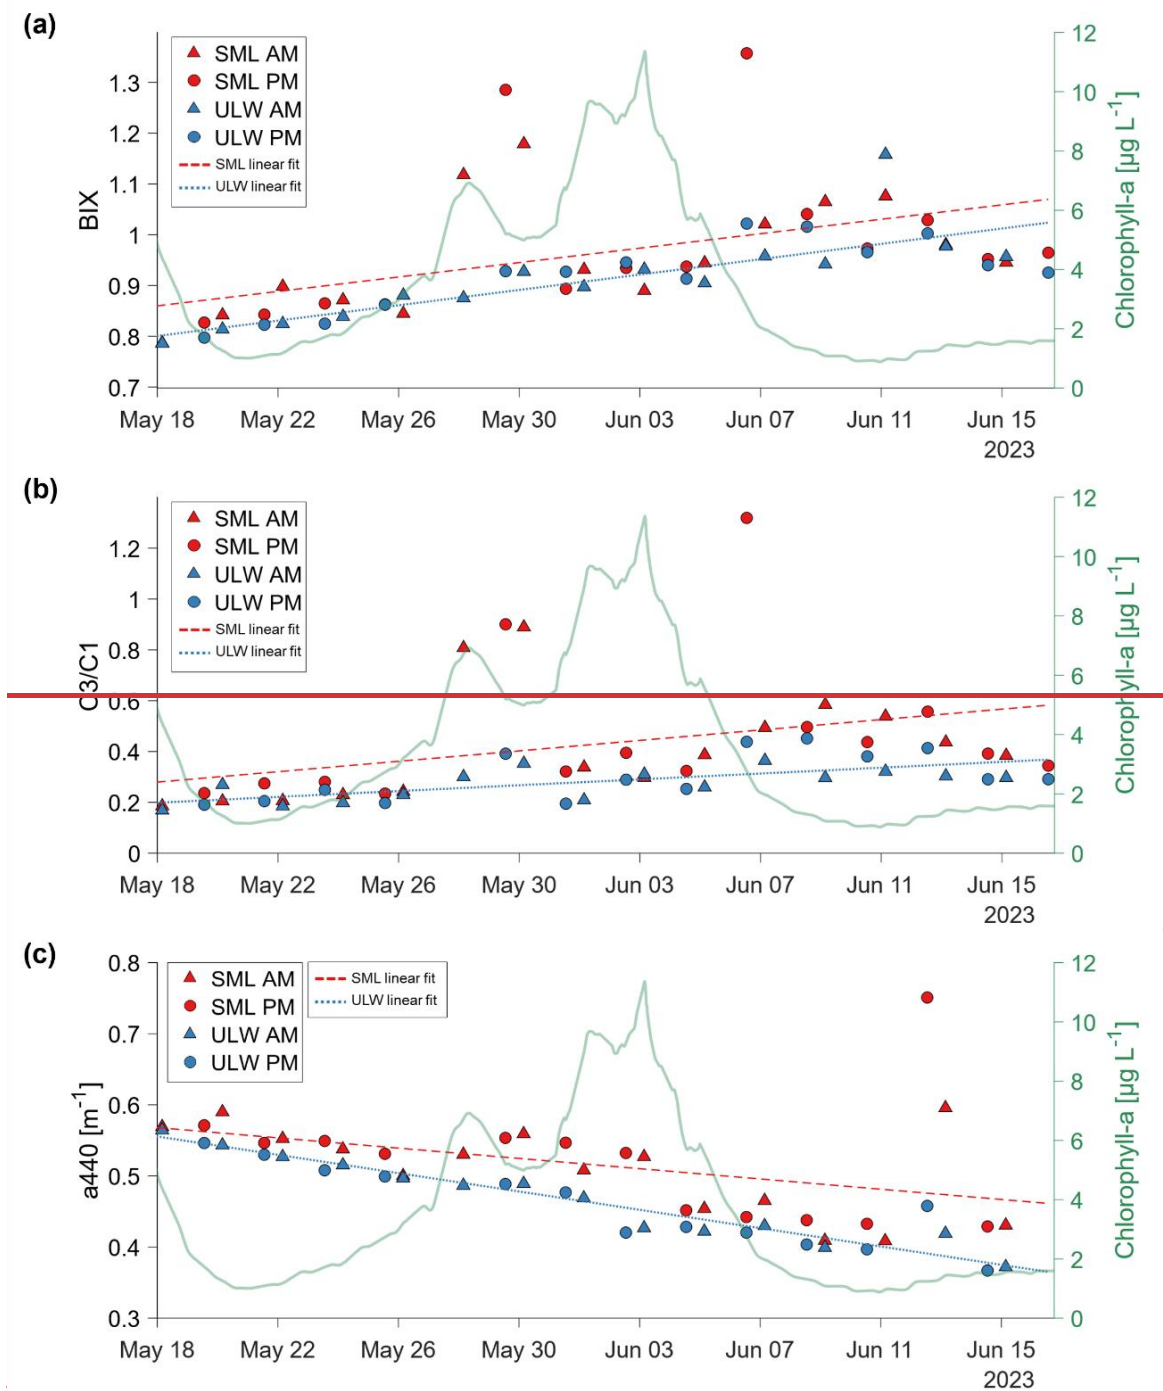 (a)
SML AM
SML PM
ULW AM
ULW PM
SML linear fit
ULW linear fit
BIX
1.3
1.2
1.1
1
0.9
0.8
0.7
12
10
8
6
4
2
0
Chlorophyll-a [µg L⁻¹]
May 18 May 22 May 26 May 30 Jun 03 Jun 07 Jun 11 Jun 15
2023
(b)
SML AM
SML PM
ULW AM
ULW PM
SML linear fit
ULW linear fit
C3/C1
1.2
1
0.8
0.6
0.4
0.2
0
12
10
8
6
4
2
0
Chlorophyll-a [µg L⁻¹]
May 18 May 22 May 26 May 30 Jun 03 Jun 07 Jun 11 Jun 15
2023
(c)
SML AM
SML PM
ULW AM
ULW PM
SML linear fit
ULW linear fit
a440 [m⁻¹]
0.8
0.7
0.6
0.5
0.4
0.3
12
10
8
6
4
2
0
Chlorophyll-a [µg L⁻¹]
May 18 May 22 May 26 May 30 Jun 03 Jun 07 Jun 11 Jun 15
2023